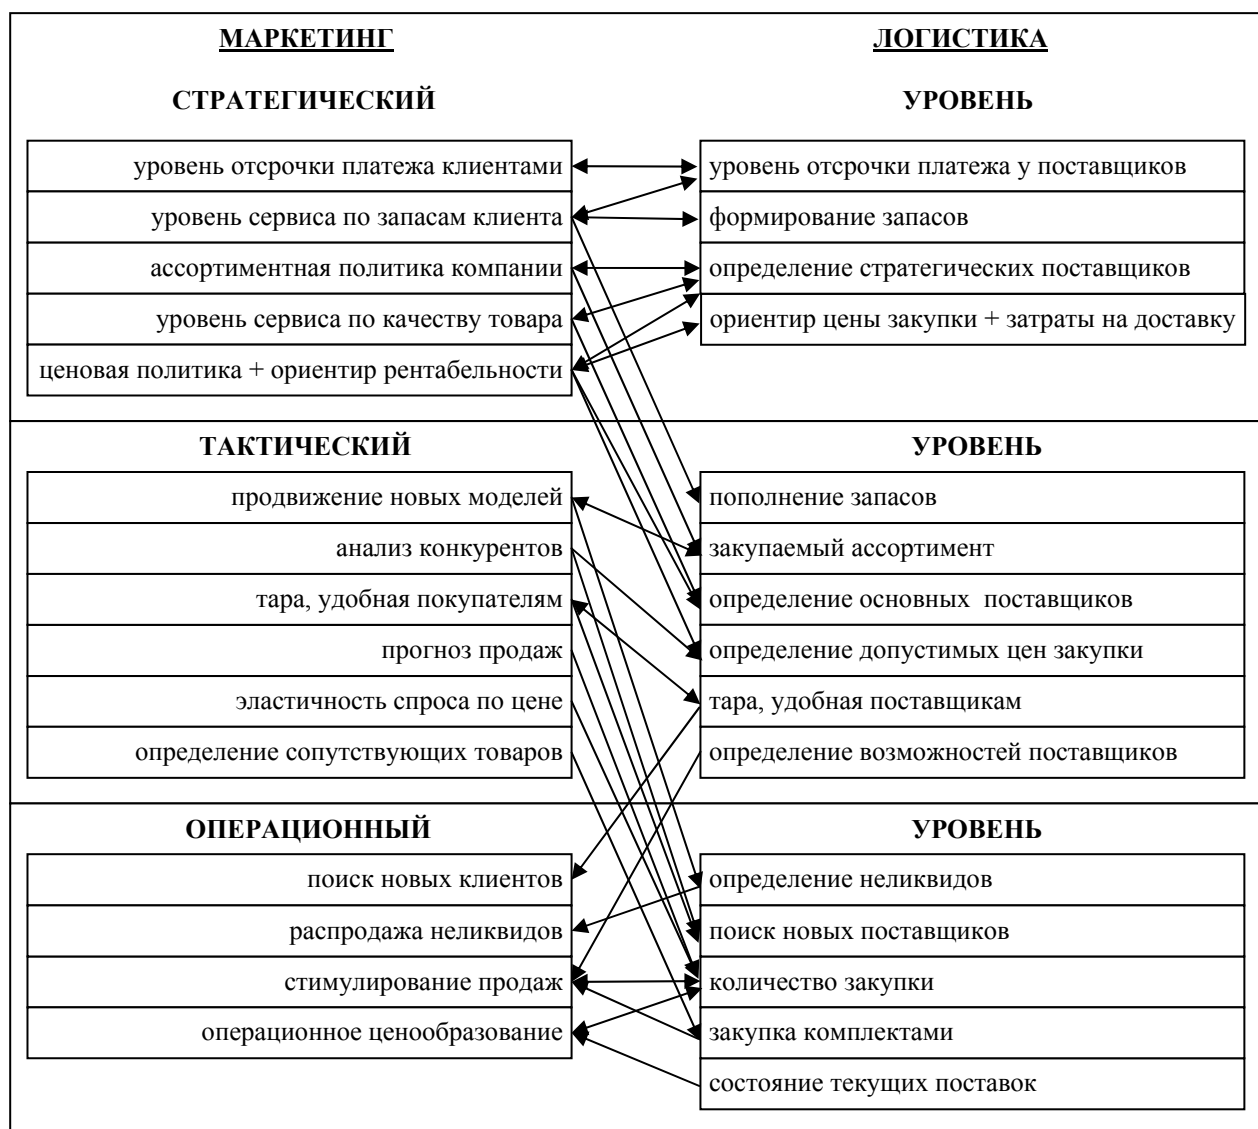 МАРКЕТИНГ ЛОГИСТИКА
СТРАТЕГИЧЕСКИЙ УРОВЕНЬ
уровень отсрочки платежа клиентами уровень отсрочки платежа у поставщиков
уровень сервиса по запасам клиента формирование запасов
ассортиментная политика компании определение стратегических поставщиков
уровень сервиса по качеству товара ориентир цены закупки + затраты на доставку
ценовая политика + ориентир рентабельности
ТАКТИЧЕСКИЙ УРОВЕНЬ
продвижение новых моделей пополнение запасов
анализ конкурентов закупаемый ассортимент
тара, удобная покупателям определение основных поставщиков
прогноз продаж определение допустимых цен закупки
эластичность спроса по цене тара, удобная поставщикам
определение сопутствующих товаров определение возможностей поставщиков
ОПЕРАЦИОННЫЙ УРОВЕНЬ
поиск новых клиентов определение неликвидов
распродажа неликвидов поиск новых поставщиков
стимулирование продаж количество закупки
операционное ценообразование закупка комплектами
состояние текущих поставок